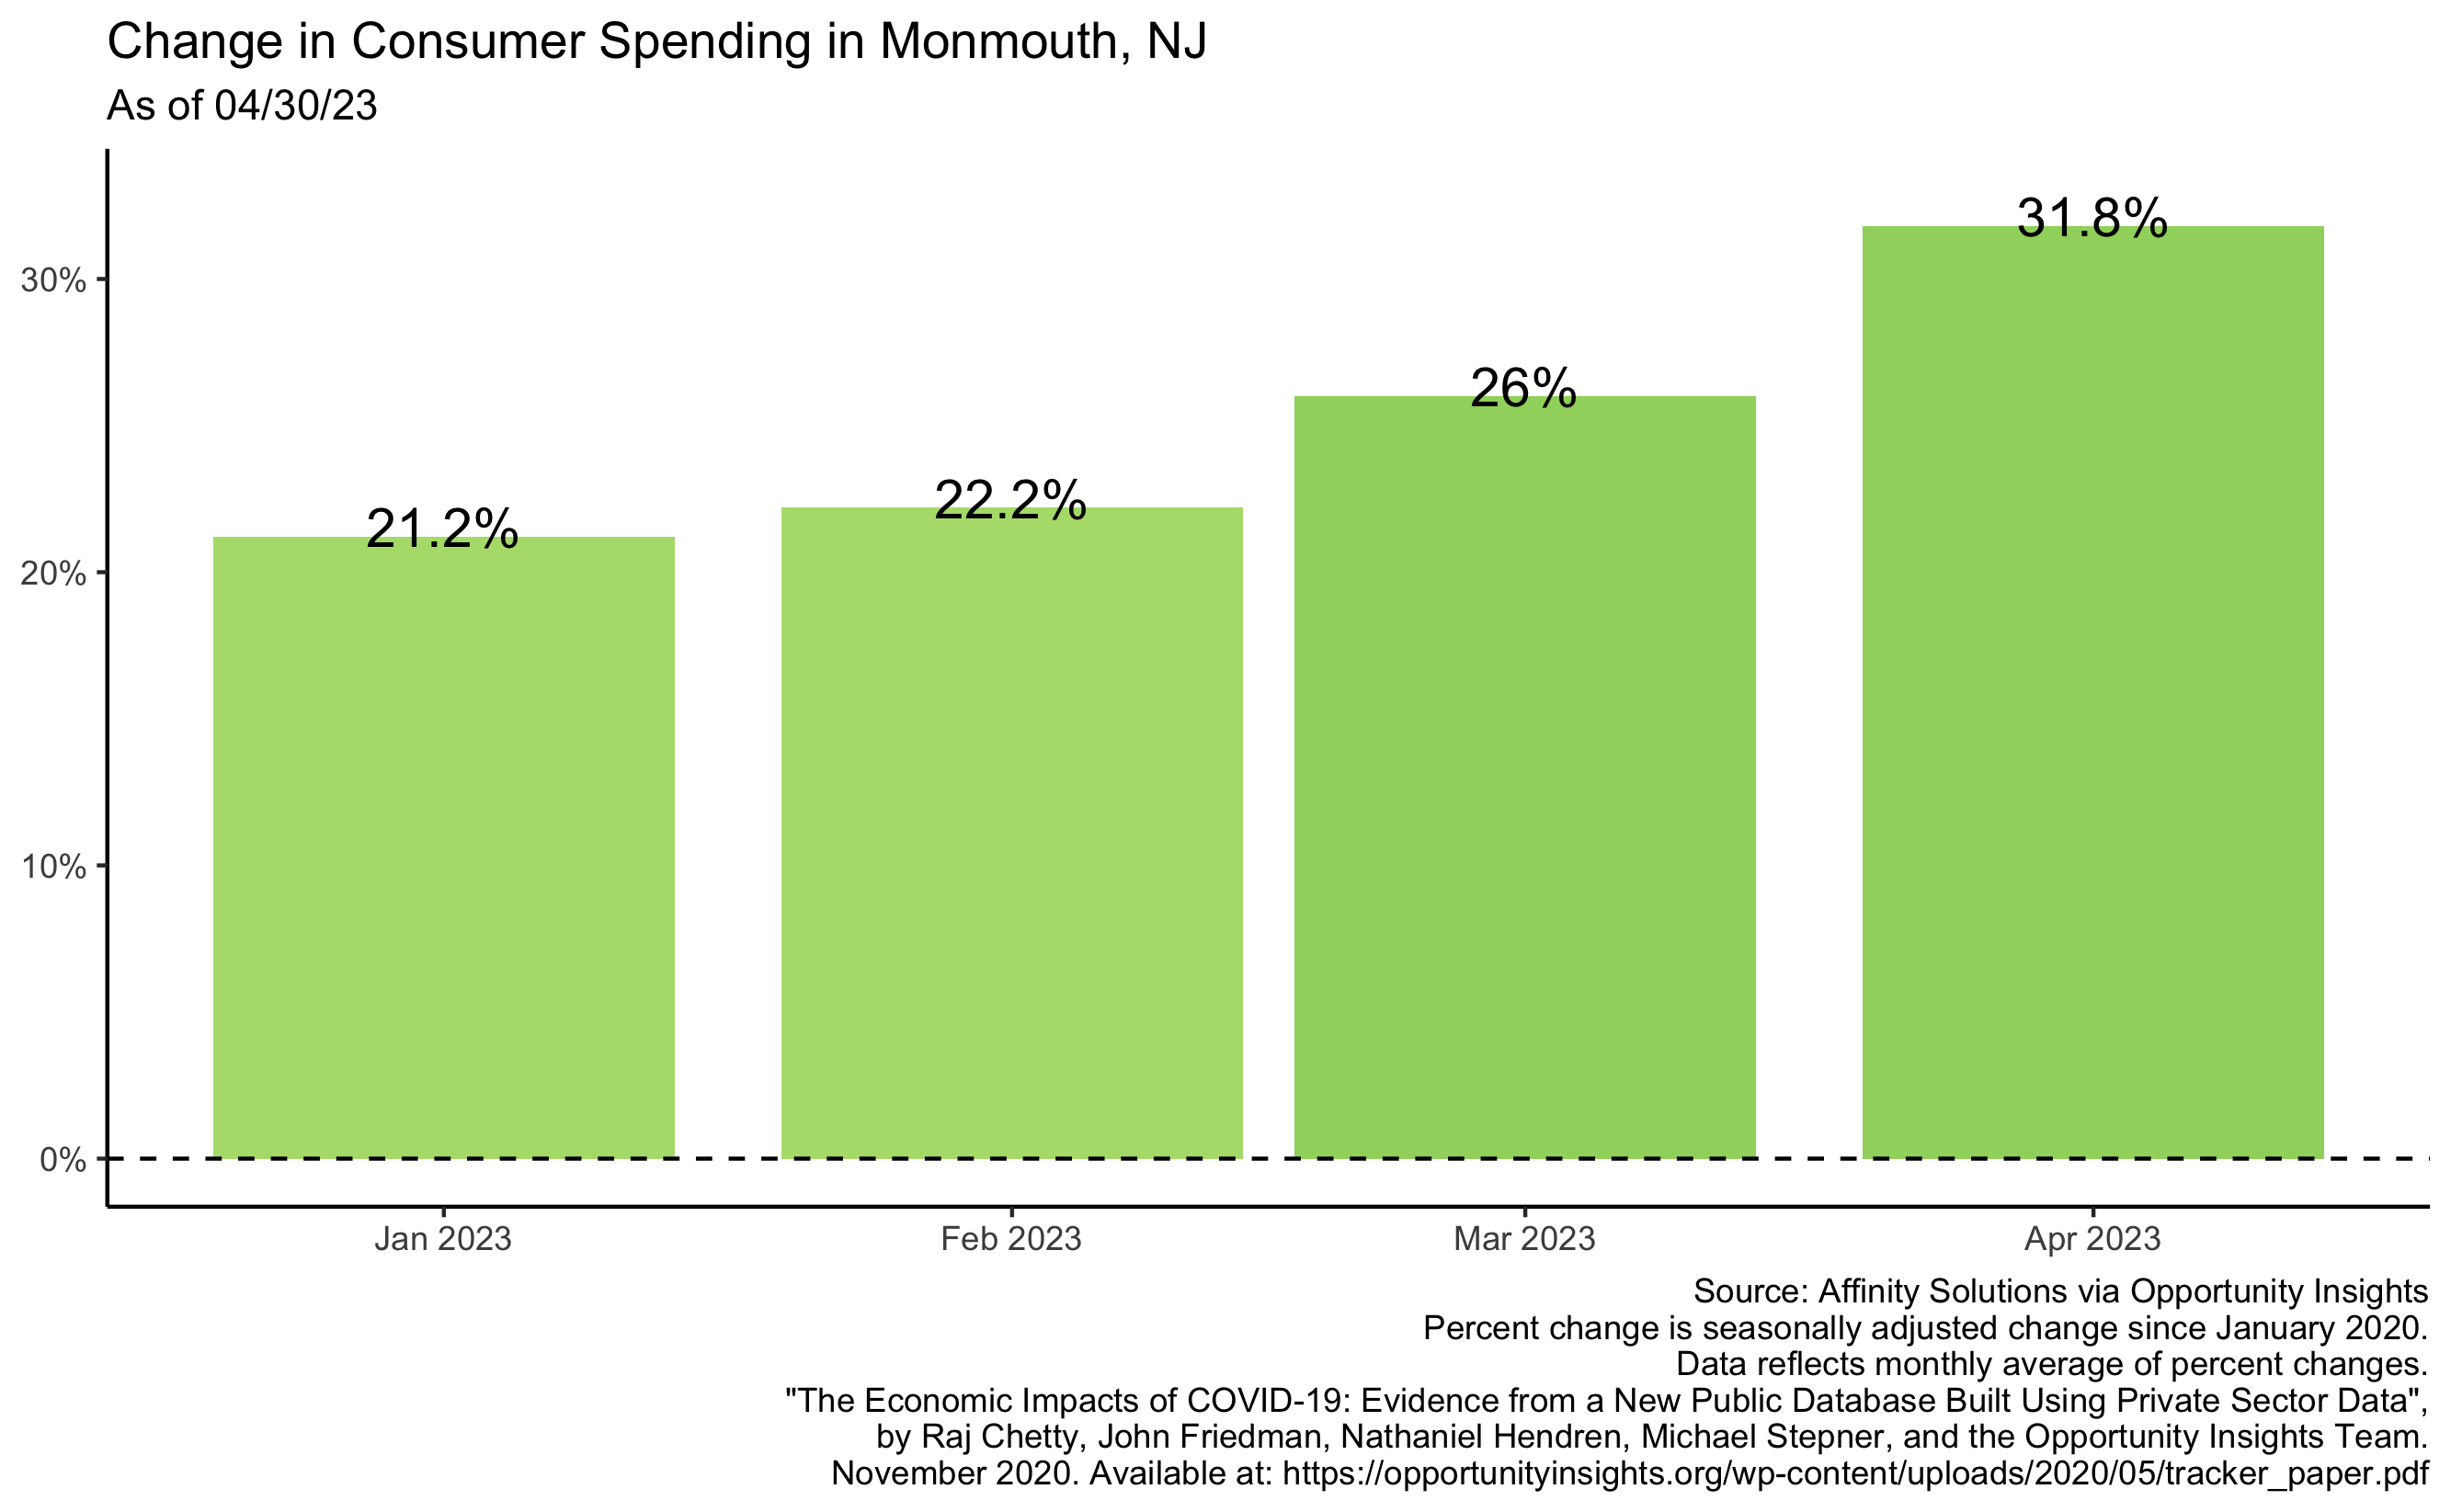 Change in Consumer Spending in Monmouth, NJ
As of 04/30/23
31.8%
30%
26%
22.2%
21.2%
20%
10%
0%
Jan 2023 Feb 2023 Mar 2023 Apr 2023
Source: Affinity Solutions via Opportunity Insights
Percent change is seasonally adjusted change since January 2020.
Data reflects monthly average of percent changes.
"The Economic Impacts of COVID-19: Evidence from a New Public Database Built Using Private Sector Data",
by Raj Chetty, John Friedman, Nathaniel Hendren, Michael Stepner, and the Opportunity Insights Team.
November 2020. Available at: https://opportunityinsights.org/wp-content/uploads/2020/05/tracker_paper.pdf